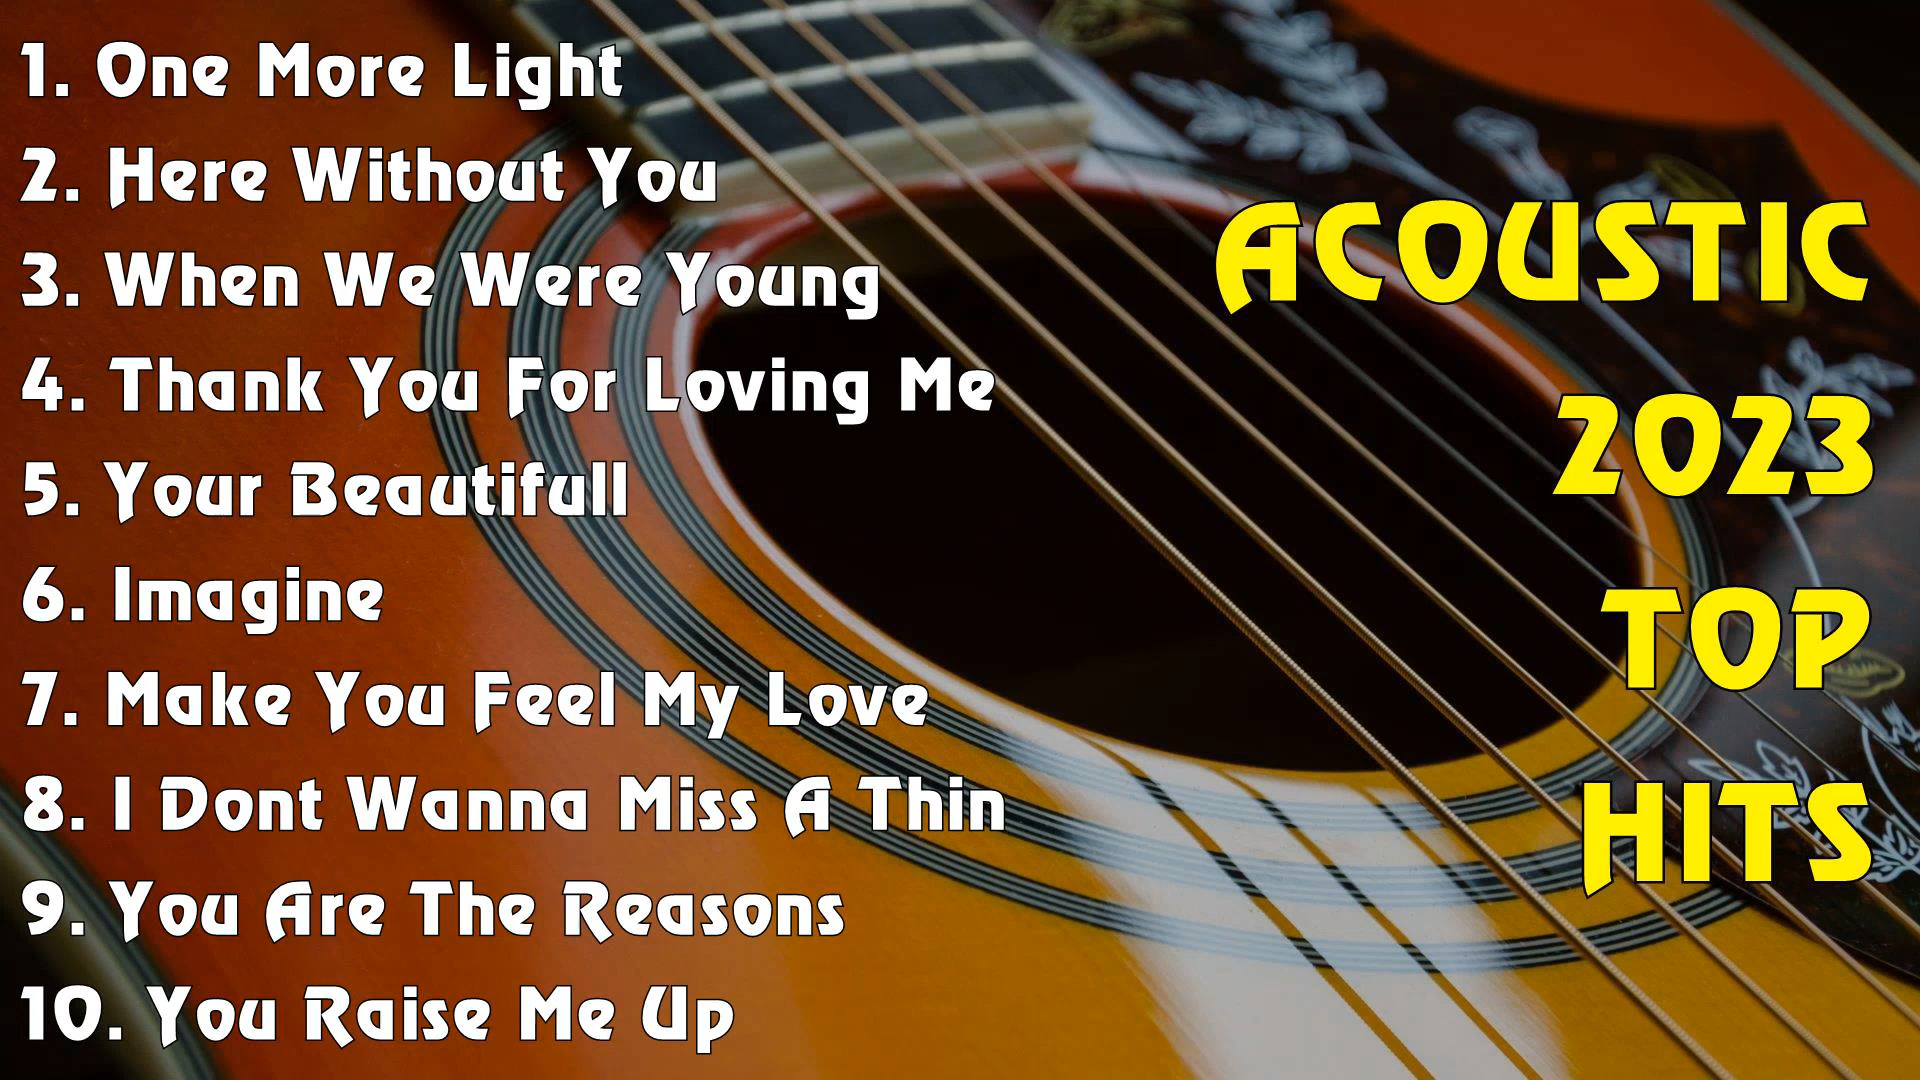 1. One More Light
2. Here Without You
3. When We Were Young
4. Thank You For Loving Me
5. Your Beautifull
6. Imagine
7. Make You Feel My Love
8. I Dont Wanna Miss A Thin
9. You Are The Reasons
10. You Raise Me Up
ACOUSTIC
2023
TOP
HITS